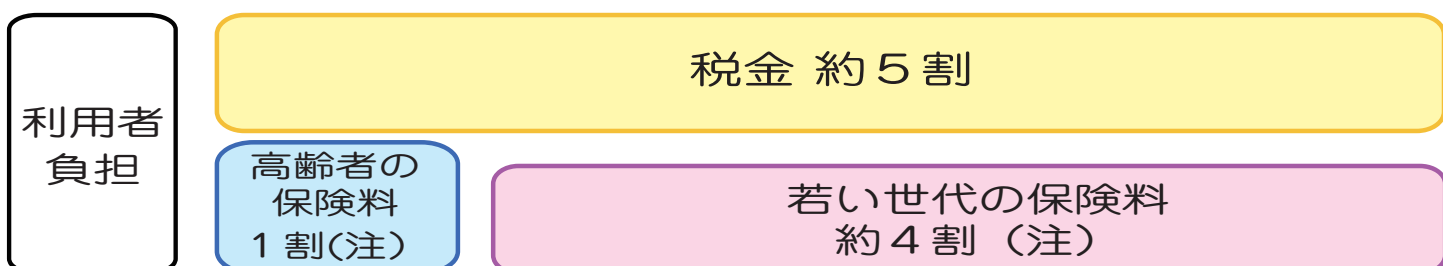 利用者
負担
税金 約５割
高齢者の
保険料
１割(注)
若い世代の保険料
約４割（注）